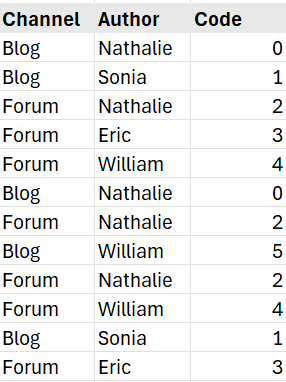 Channel Author Code
Blog Nathalie 0
Blog Sonia 1
Forum Nathalie 2
Forum Eric 3
Forum William 4
Blog Nathalie 0
Forum Nathalie 2
Blog William 5
Forum Nathalie 2
Forum William 4
Blog Sonia 1
Forum Eric 3